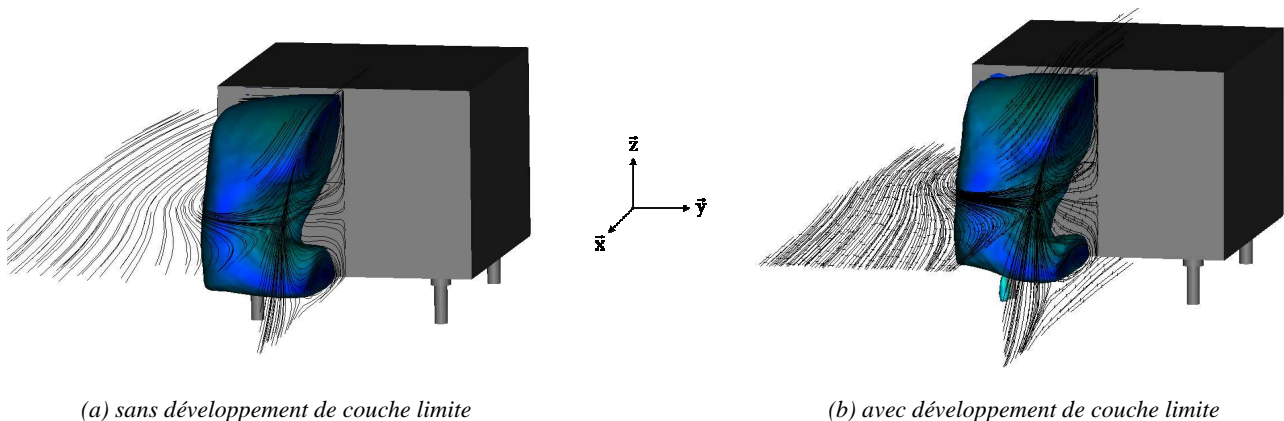 z⃗
y⃗
x⃗
(a) sans développement de couche limite
(b) avec développement de couche limite